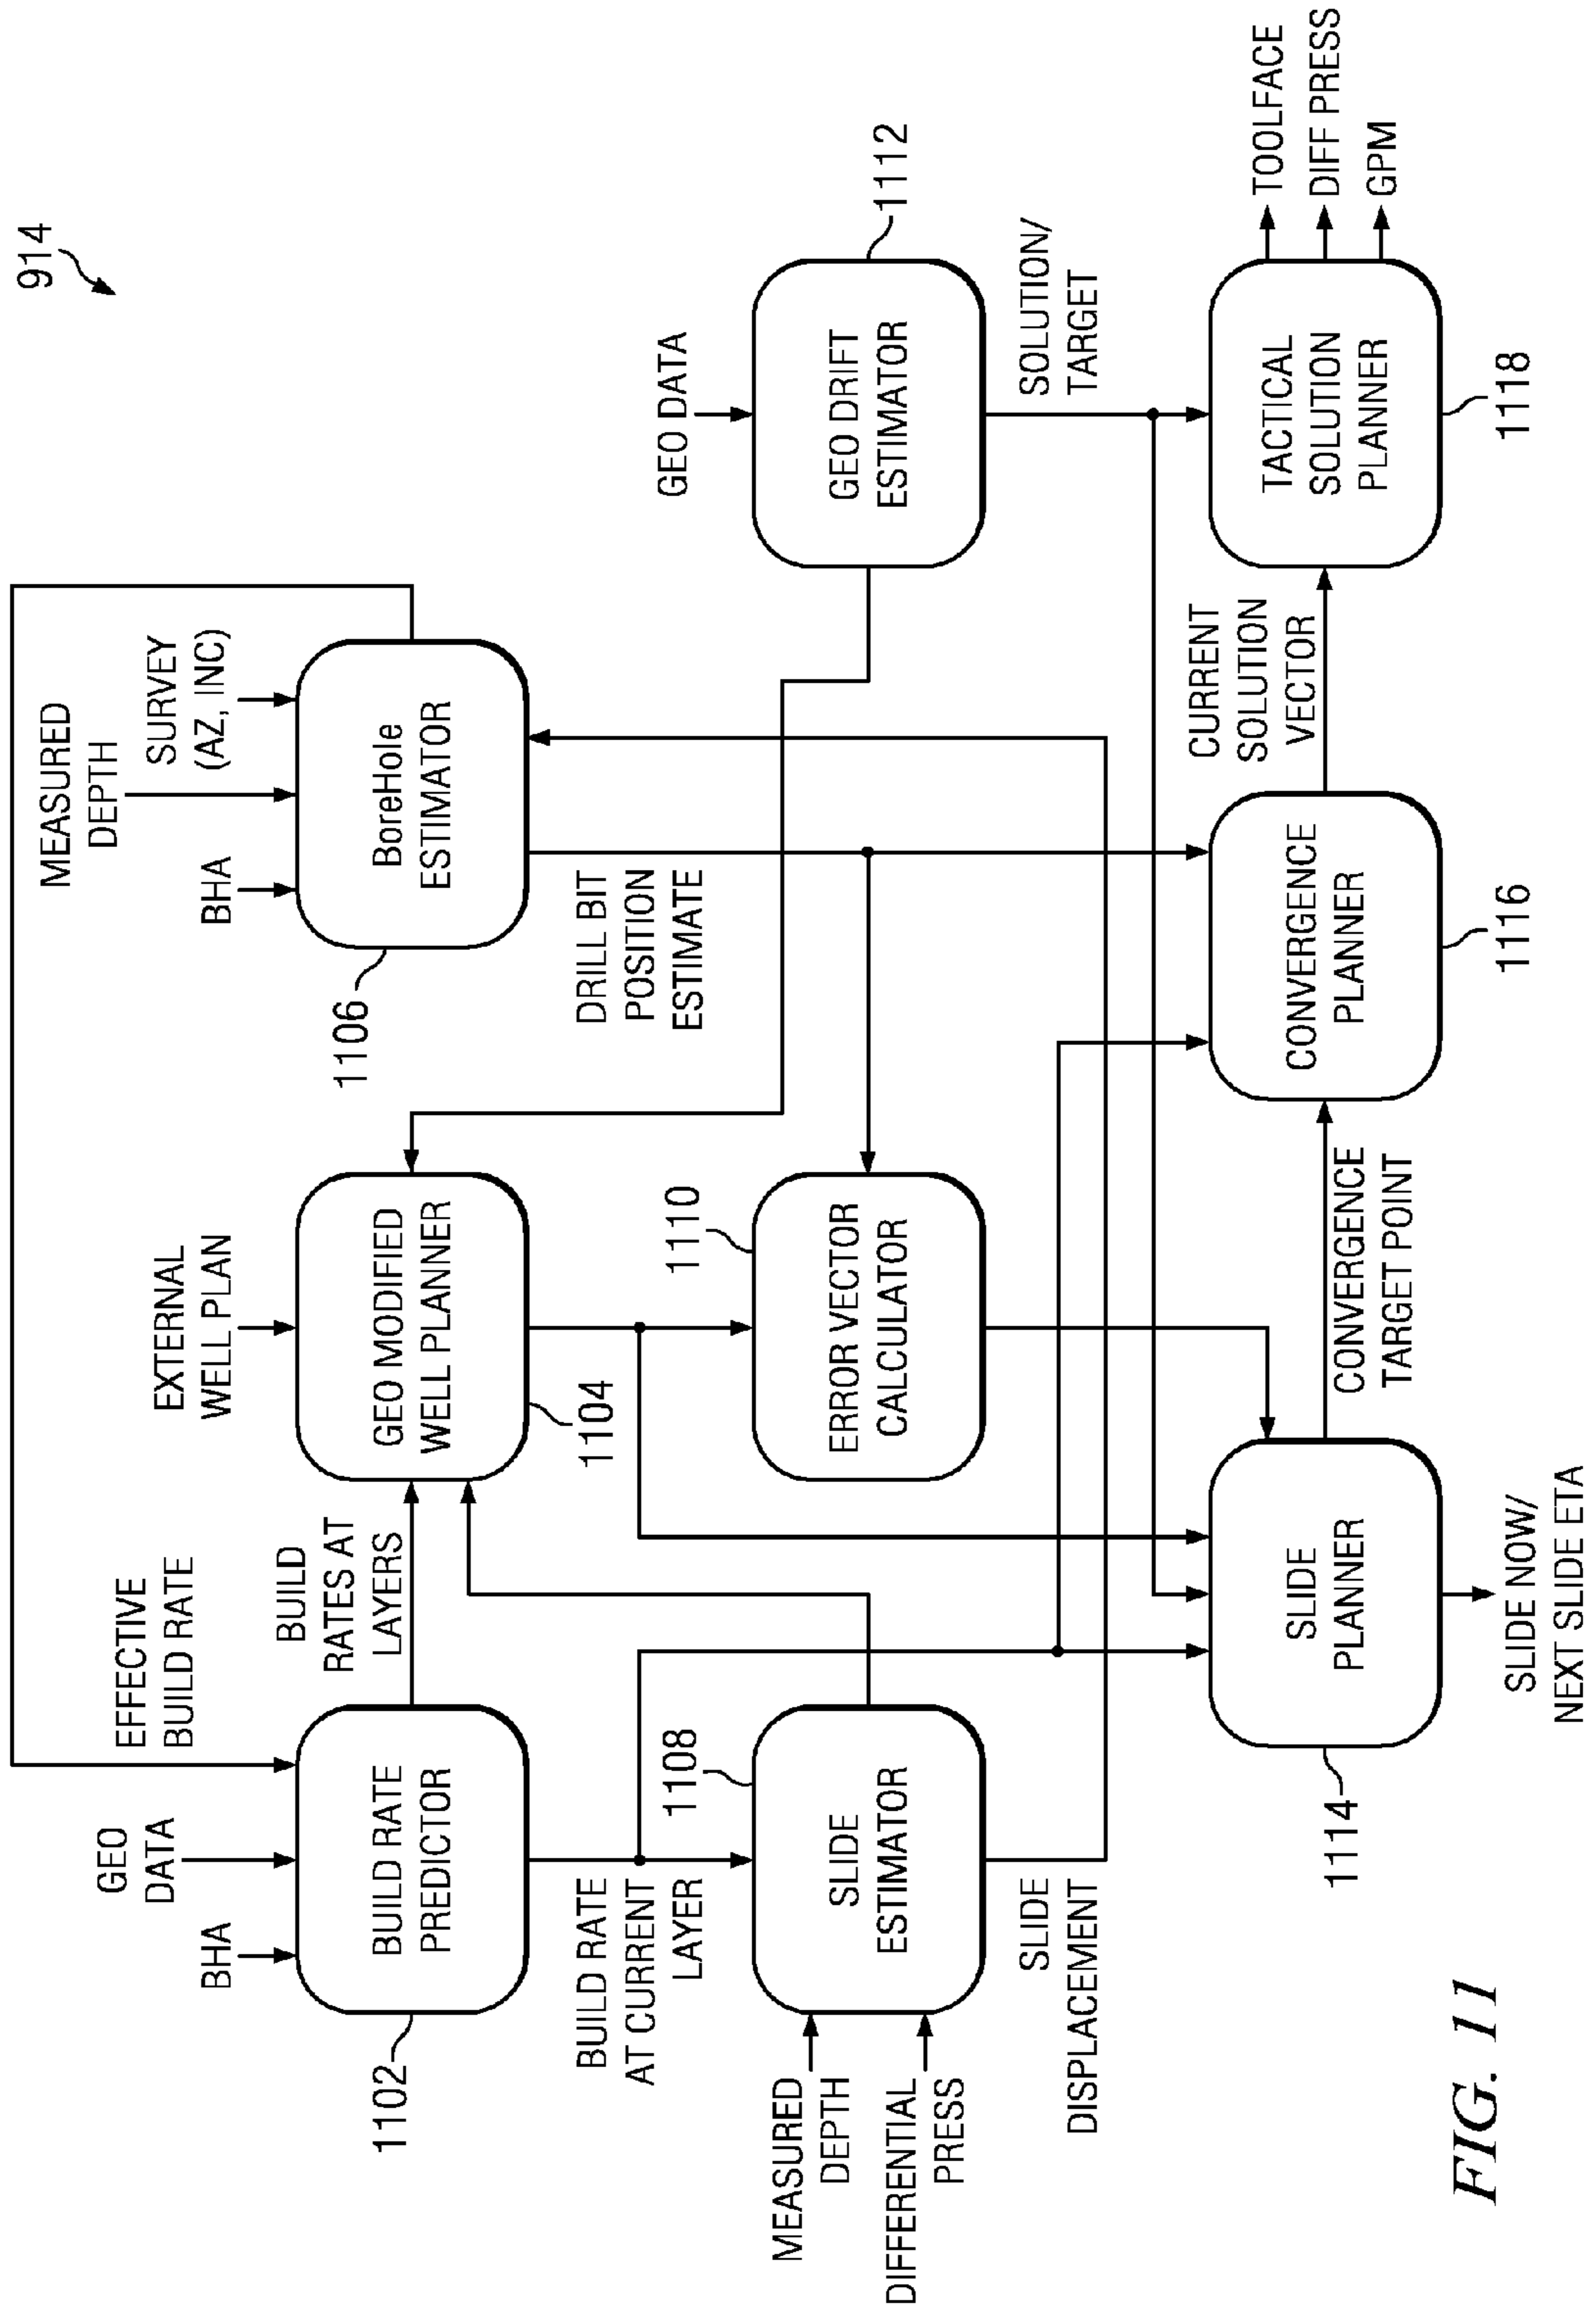 914
EFFECTIVE
BUILD RATE
GEO
DATA
BHA
BUILD RATE
PREDICTOR
1102
BUILD
RATES AT
LAYERS
EXTERNAL
WELL PLAN
GEO MODIFIED
WELL PLANNER
1104
MEASURED
DEPTH
BHA
SURVEY
(AZ, INC)
BoreHole
ESTIMATOR
1106
BUILD RATE
AT CURRENT
LAYER
DRILL BIT
POSITION
ESTIMATE
MEASURED
DEPTH
DIFFERENTIAL
PRESS
1108
SLIDE
ESTIMATOR
1110
ERROR VECTOR
CALCULATOR
GEO DATA
GEO DRIFT
ESTIMATOR
1112
SLIDE
DISPLACEMENT
SOLUTION/
TARGET
SLIDE
PLANNER
1114
SLIDE NOW/
NEXT SLIDE ETA
CONVERGENCE
TARGET POINT
CONVERGENCE
PLANNER
1116
CURRENT
SOLUTION
VECTOR
TACTICAL
SOLUTION
PLANNER
1118
TOOLFACE
DIFF PRESS
GPM
FIG. 11